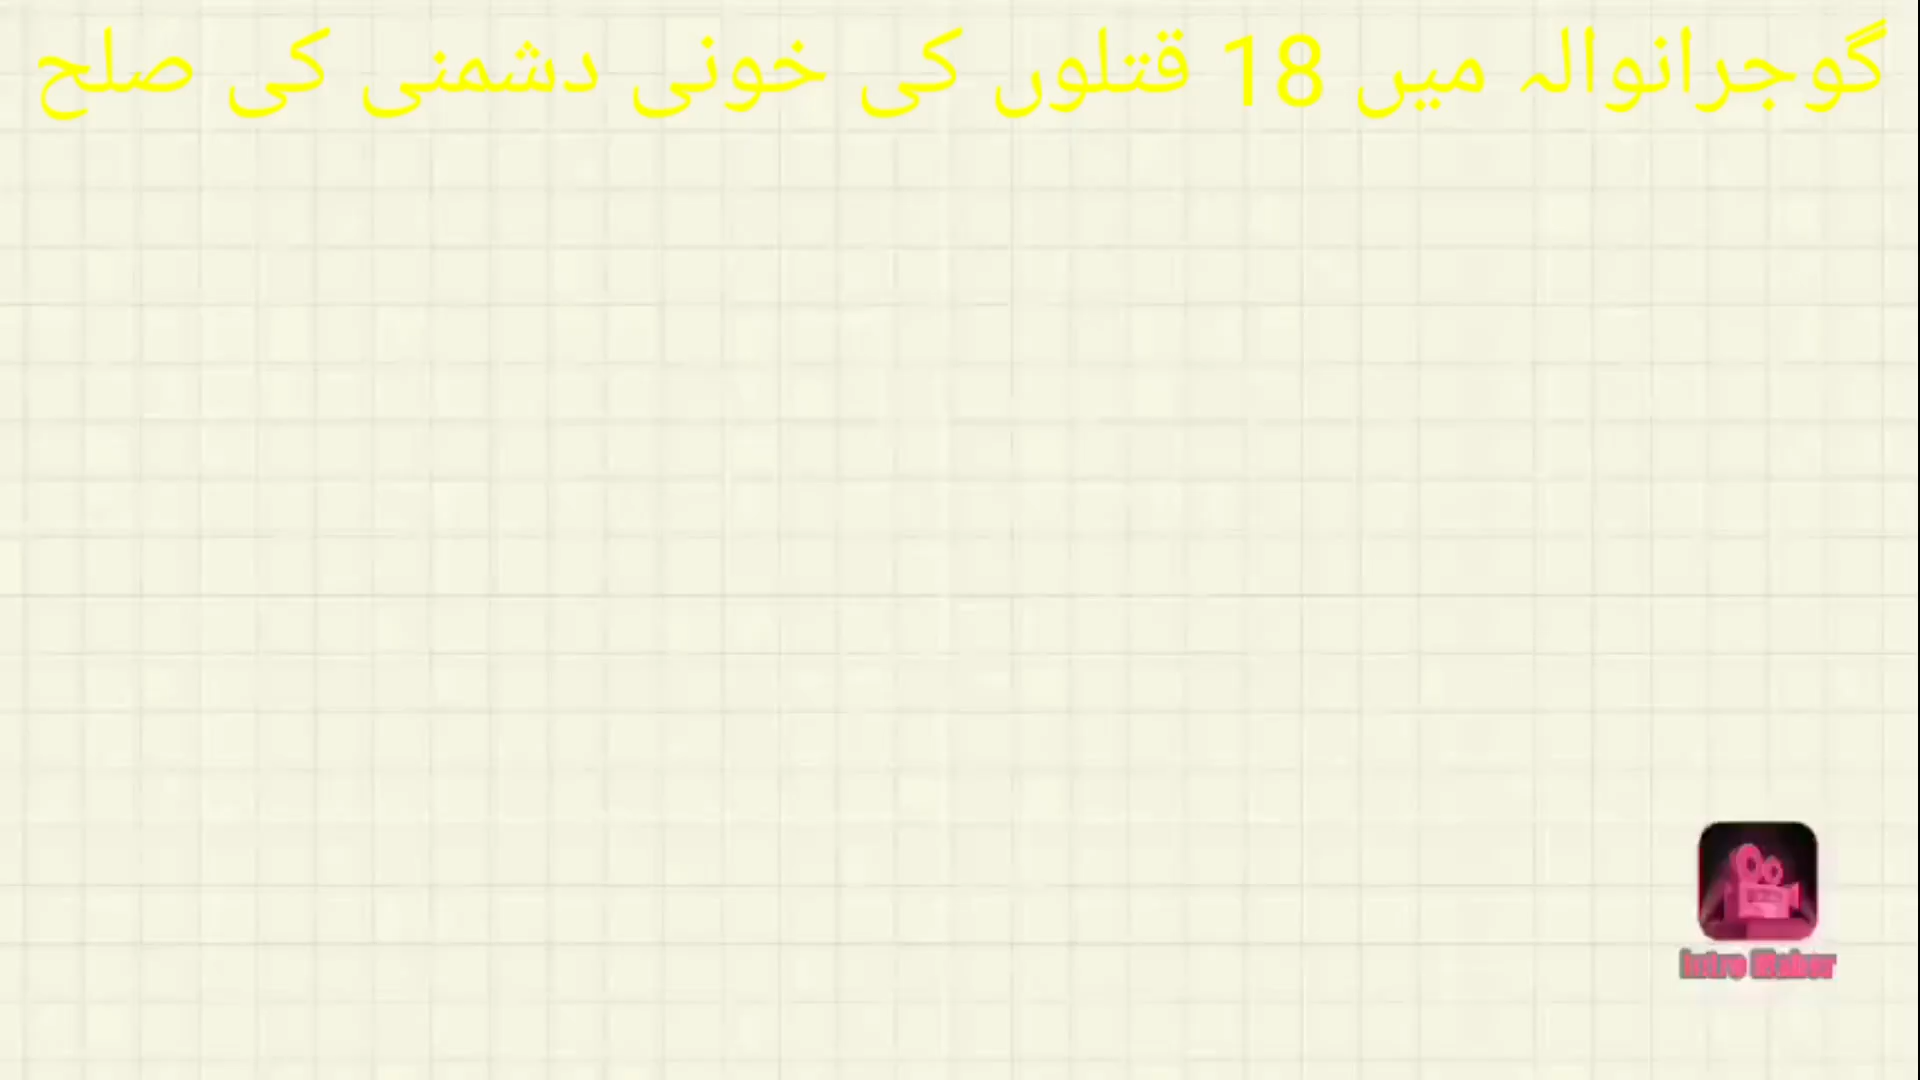 گوجرانوالہ میں 18 قتلوں کی خونی دشمنی کی صلح
Intro Maker